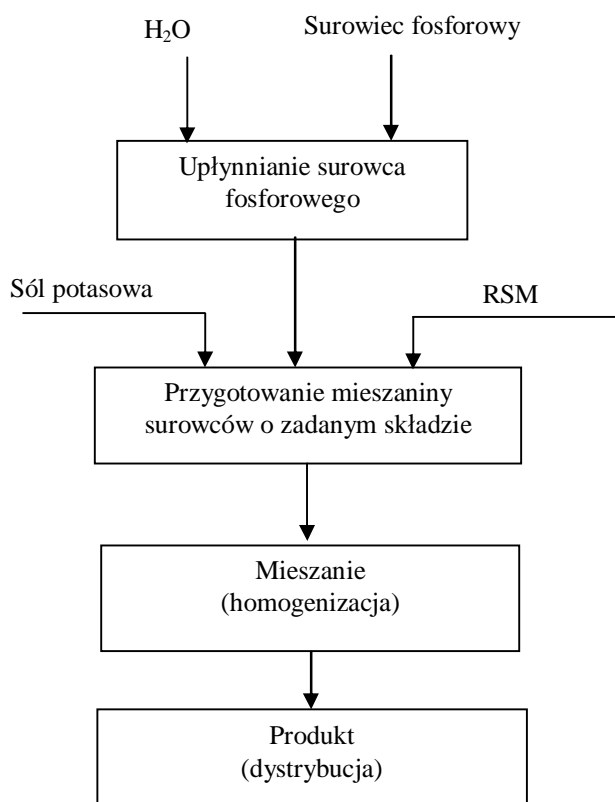 H₂O
Surowiec fosforowy
Upłynnianie surowca
fosforowego
Sól potasowa
RSM
Przygotowanie mieszaniny
surowców o zadanym składzie
Mieszanie
(homogenizacja)
Produkt
(dystrybucja)